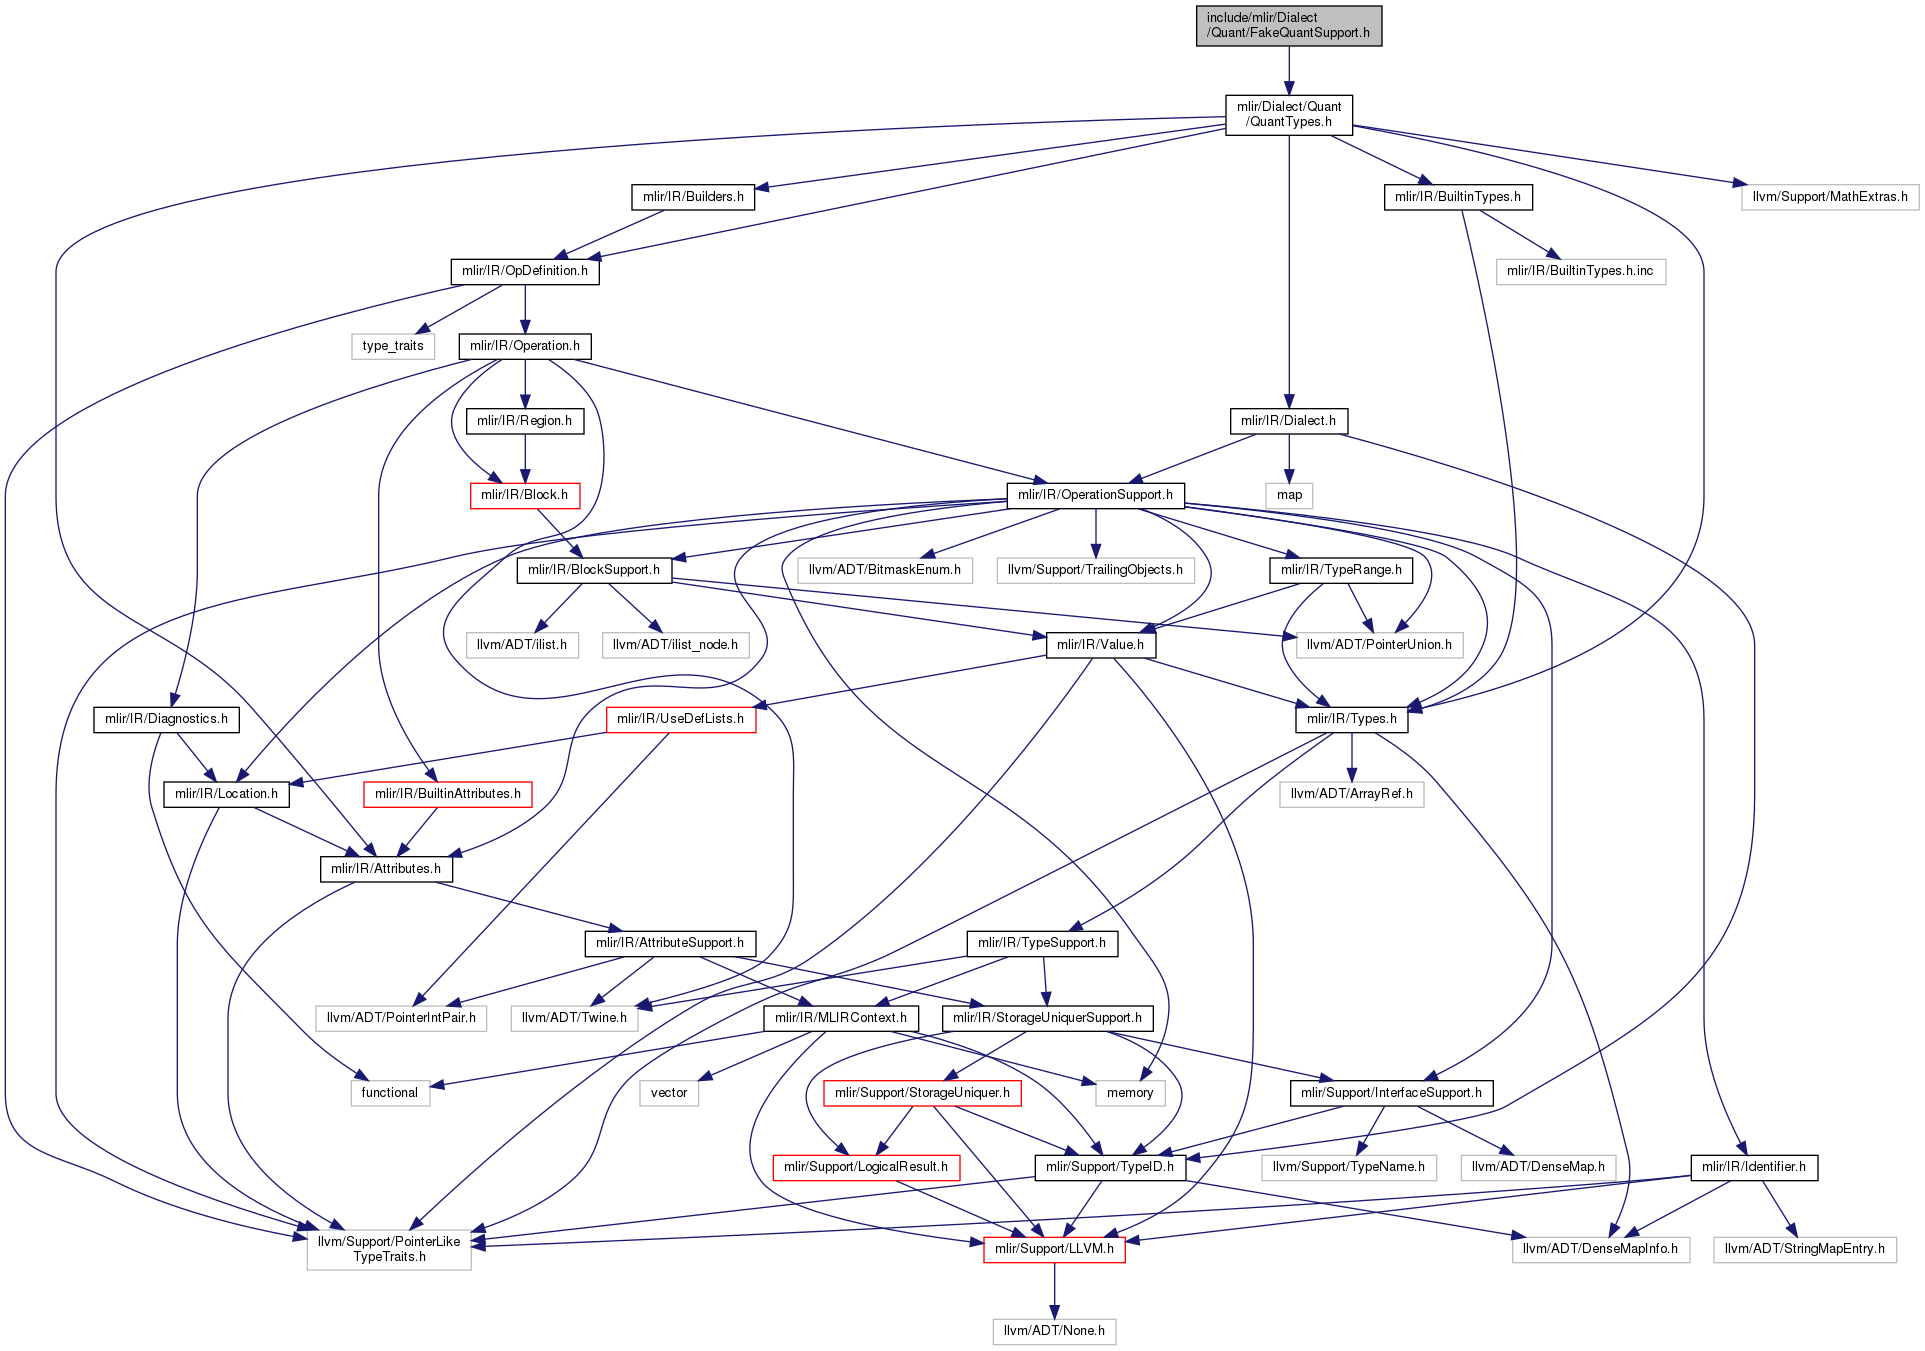 include/mlir/Dialect
/Quant/FakeQuantSupport.h
mlir/Dialect/Quant
/QuantTypes.h
mlir/IR/Builders.h
mlir/IR/BuiltinTypes.h
llvm/Support/MathExtras.h
mlir/IR/OpDefinition.h
mlir/IR/BuiltinTypes.h.inc
type_traits
mlir/IR/Operation.h
mlir/IR/Region.h
mlir/IR/Dialect.h
mlir/IR/Block.h
mlir/IR/OperationSupport.h
map
mlir/IR/BlockSupport.h
llvm/ADT/BitmaskEnum.h
llvm/Support/TrailingObjects.h
mlir/IR/TypeRange.h
llvm/ADT/ilist.h
llvm/ADT/ilist_node.h
mlir/IR/Value.h
llvm/ADT/PointerUnion.h
mlir/IR/Diagnostics.h
mlir/IR/UseDefLists.h
mlir/IR/Types.h
mlir/IR/Location.h
mlir/IR/BuiltinAttributes.h
llvm/ADT/ArrayRef.h
mlir/IR/Attributes.h
mlir/IR/AttributeSupport.h
mlir/IR/TypeSupport.h
llvm/ADT/PointerIntPair.h
llvm/ADT/Twine.h
mlir/IR/MLIRContext.h
mlir/IR/StorageUniquerSupport.h
functional
vector
mlir/Support/StorageUniquer.h
memory
mlir/Support/InterfaceSupport.h
mlir/Support/LogicalResult.h
mlir/Support/TypeID.h
llvm/Support/TypeName.h
llvm/ADT/DenseMap.h
mlir/IR/Identifier.h
llvm/Support/PointerLike
TypeTraits.h
mlir/Support/LLVM.h
llvm/ADT/DenseMapInfo.h
llvm/ADT/StringMapEntry.h
llvm/ADT/None.h